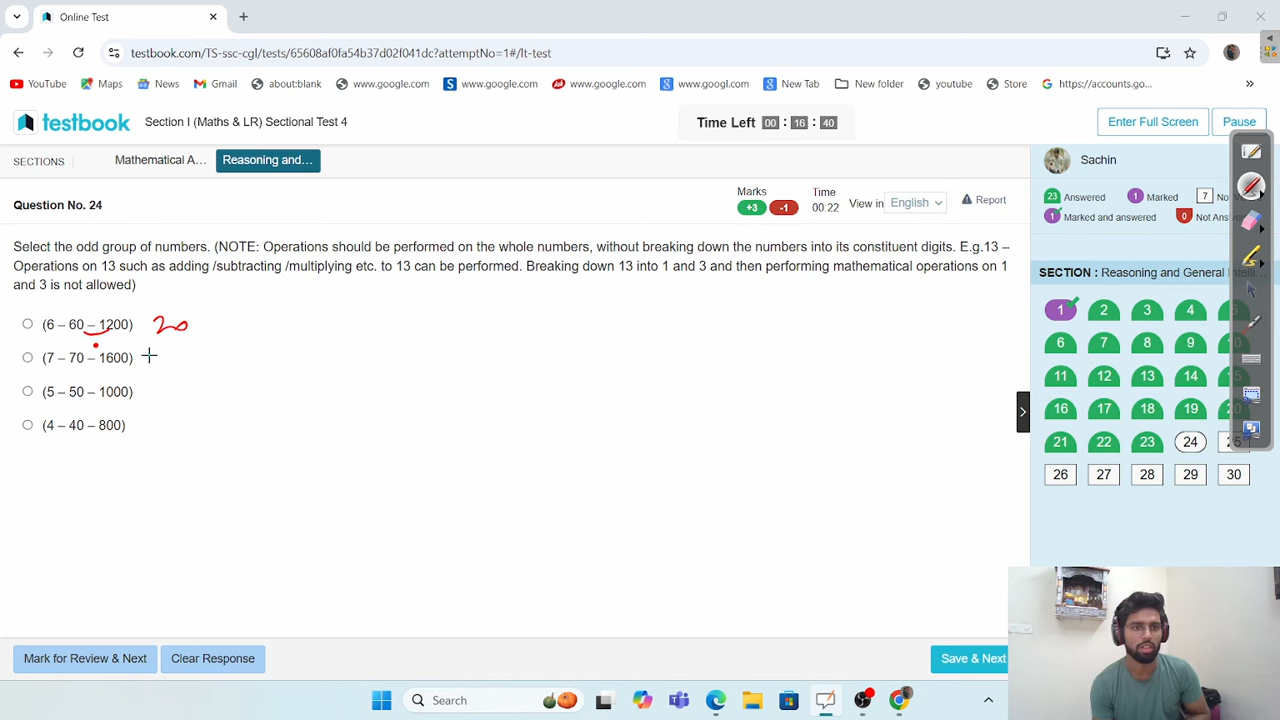 Online Test
testbook.com/TS-ssc-cgl/tests/65608af0fa54b37d02f041dc?attemptNo=1#/lt-test
YouTube Maps News Gmail about:blank www.google.com www.google.com www.google.com www.googl.com New Tab New folder youtube Store https://accounts.go...
testbook Section I (Maths & LR) Sectional Test 4 Time Left 00 : 16 : 40 Enter Full Screen Pause
SECTIONS Mathematical A... Reasoning and... Sachin
Question No. 24 Marks +3 -1 Time 00:22 View in English Report
23 Answered 1 Marked 7
1 Marked and answered 0
Select the odd group of numbers. (NOTE: Operations should be performed on the whole numbers, without breaking down the numbers into its constituent digits. E.g.13 –
Operations on 13 such as adding /subtracting /multiplying etc. to 13 can be performed. Breaking down 13 into 1 and 3 and then performing mathematical operations on 1
and 3 is not allowed)
SECTION : Reasoning and General
(6 – 60 – 1200) 20
(7 – 70 – 1600)
(5 – 50 – 1000)
(4 – 40 – 800)
1 2 3 4
6 7 8 9 10
11 12 13 14 15
16 17 18 19 20
21 22 23 24 25
26 27 28 29 30
Mark for Review & Next Clear Response Save & Next
Search